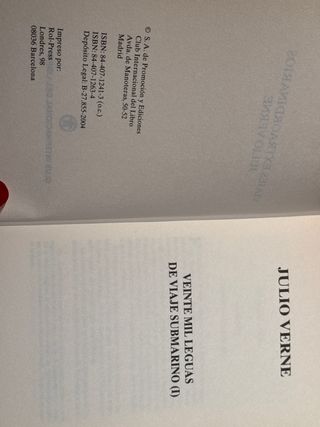 © S. A. de Promoción y Ediciones
Club Internacional del Libro
Avda. de Manoteras, 50-52
Madrid
ISBN: 84-407-1241-3 (o.c.)
ISBN: 84-407-1263-4
Depósito Legal: B-27.855-2004
Impreso por:
Rol-Press
Londres, 98
08036 Barcelona
JULIO VERNE
VEINTE MIL LEGUAS
DE VIAJE SUBMARINO (I)